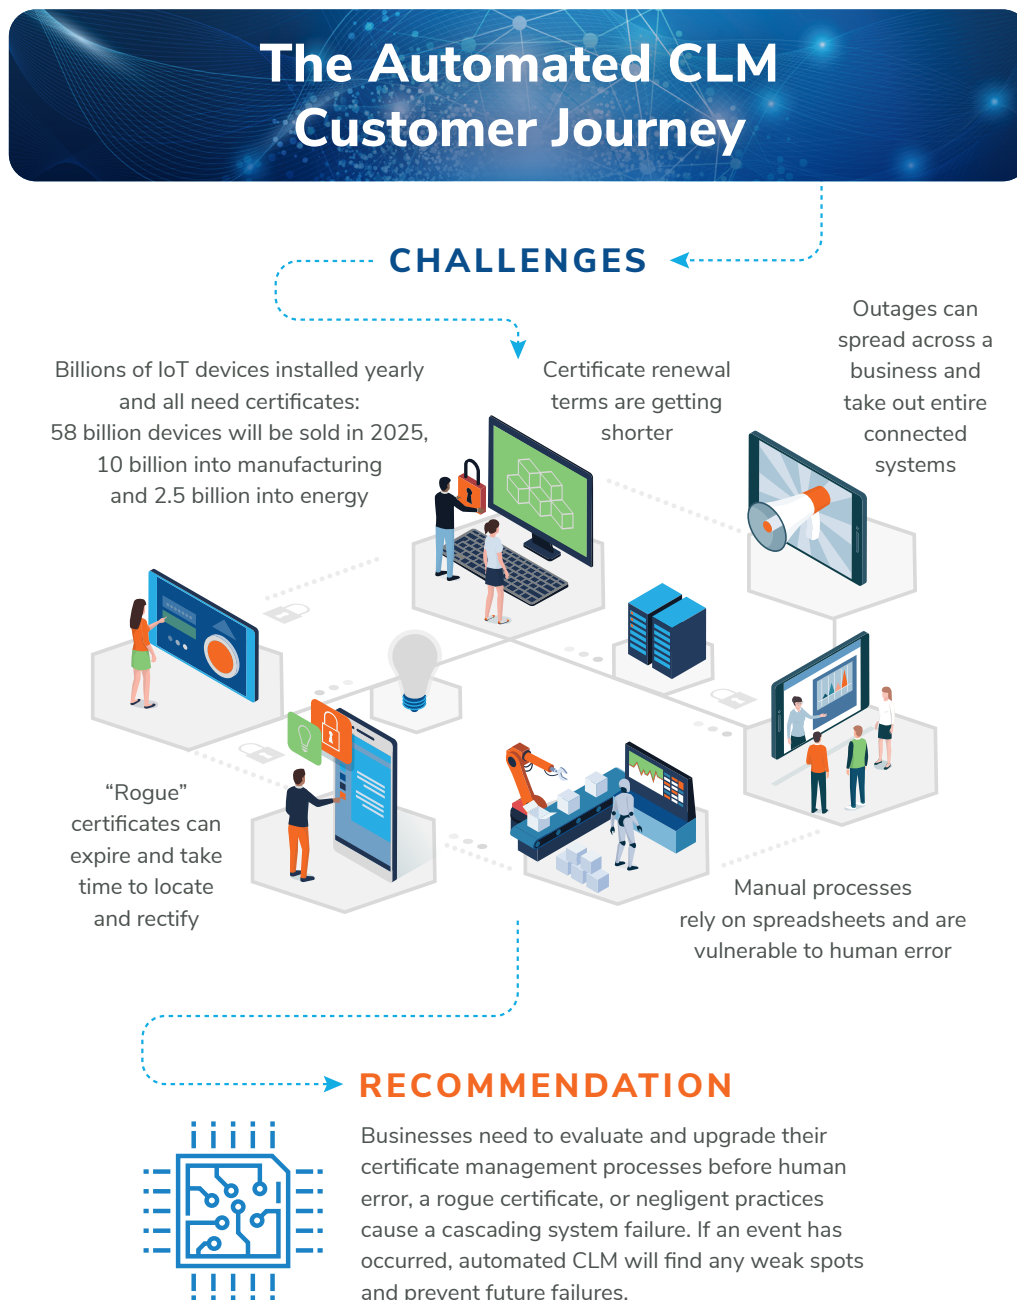 The Automated CLM
Customer Journey
CHALLENGES
Billions of IoT devices installed yearly
and all need certificates:
58 billion devices will be sold in 2025,
10 billion into manufacturing
and 2.5 billion into energy
Certificate renewal
terms are getting
shorter
Outages can
spread across a
business and
take out entire
connected
systems
“Rogue”
certificates can
expire and take
time to locate
and rectify
Manual processes
rely on spreadsheets and are
vulnerable to human error
RECOMMENDATION
Businesses need to evaluate and upgrade their
certificate management processes before human
error, a rogue certificate, or negligent practices
cause a cascading system failure. If an event has
occurred, automated CLM will find any weak spots
and prevent future failures.